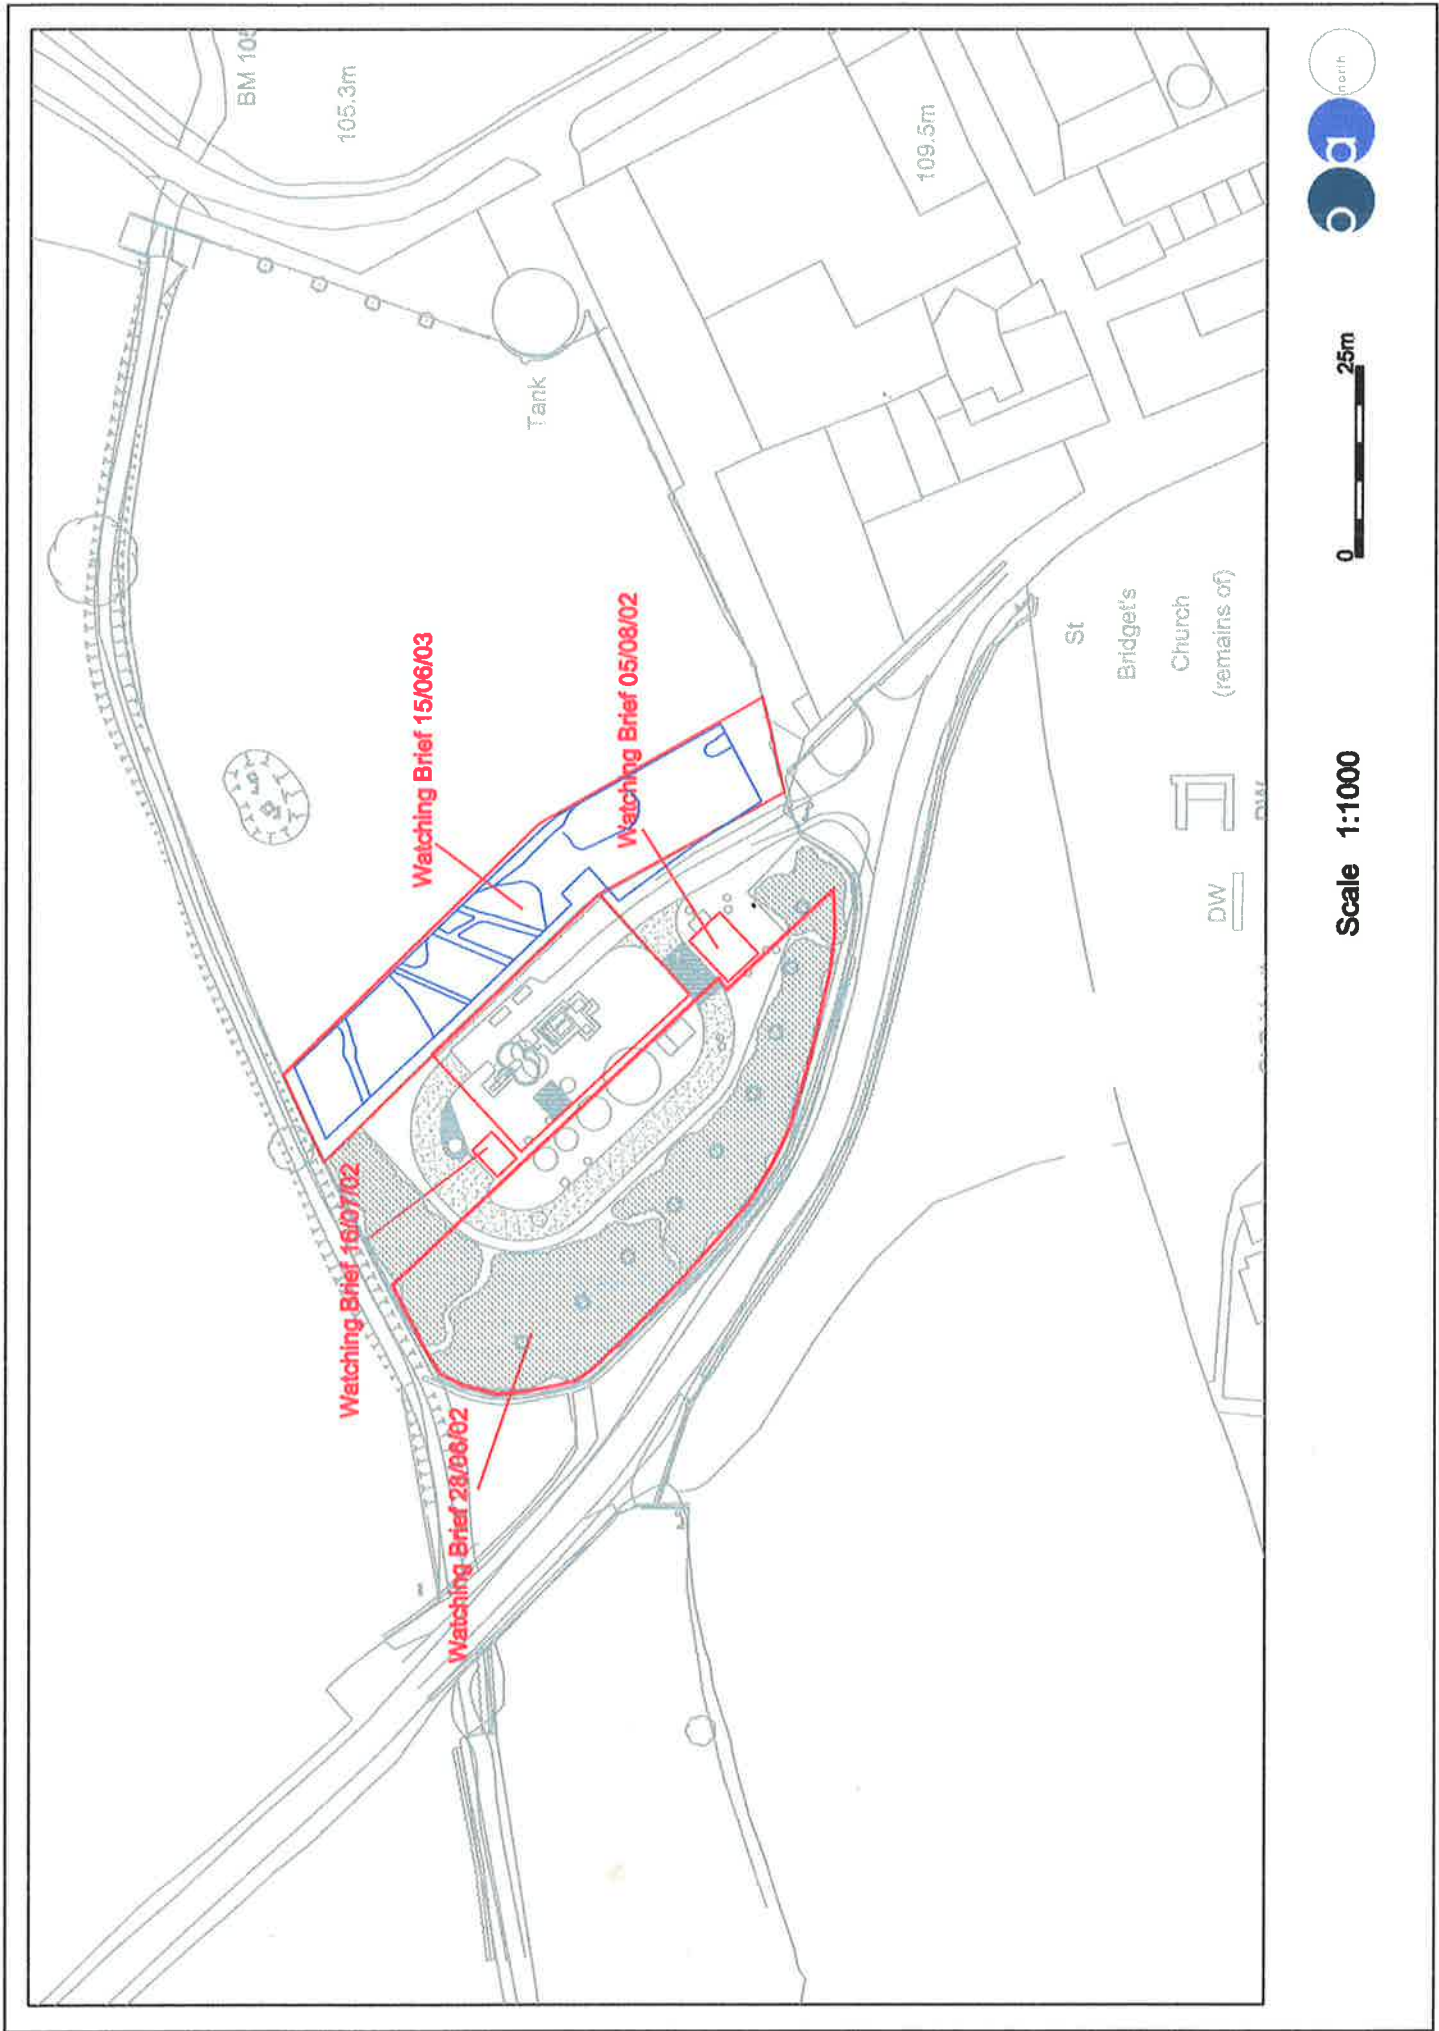 BM 105
105.3m
109.5m
Tank
Watching Brief 15/06/03
Watching Brief 05/08/02
Watching Brief 16/07/02
Watching Brief 28/06/02
St
Bridget's
Church
(remains of)
DW
Scale 1:1000
0
25m
oa
north